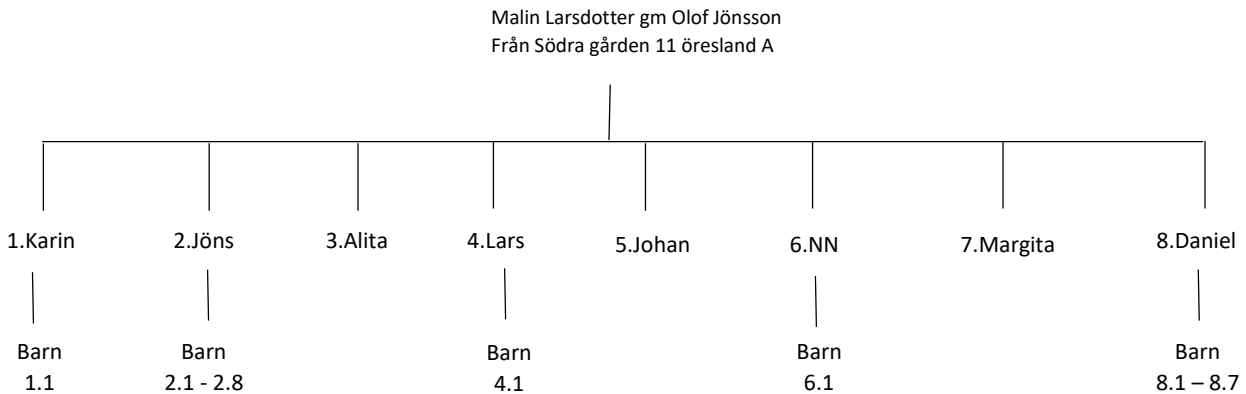 Malin Larsdotter gm Olof Jönsson
Från Södra gården 11 öresland A
1.Karin
2.Jöns
3.Alita
4.Lars
5.Johan
6.NN
7.Margita
8.Daniel
Barn
1.1
Barn
2.1 - 2.8
Barn
4.1
Barn
6.1
Barn
8.1 – 8.7